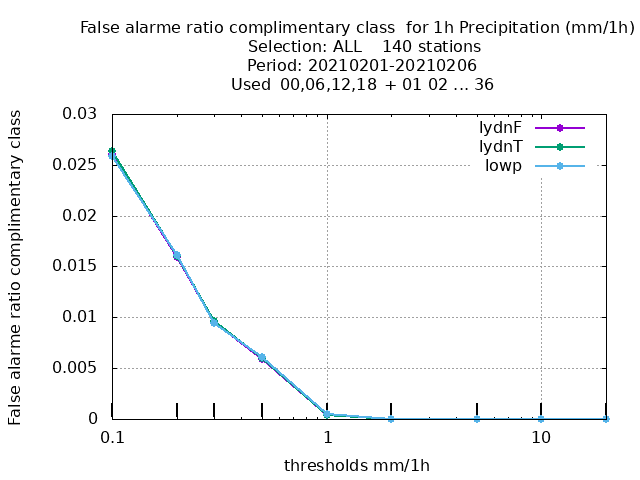 False alarme ratio complimentary class  for 1h Precipitation (mm/1h)
Selection: ALL    140 stations
Period: 20210201-20210206
Used  00,06,12,18  + 01 02 ... 36
False alarme ratio complimentary class
0.03
0.025
0.02
0.015
0.01
0.005
0
lydnF
lydnT
lowp
0.1
1
10
thresholds mm/1h